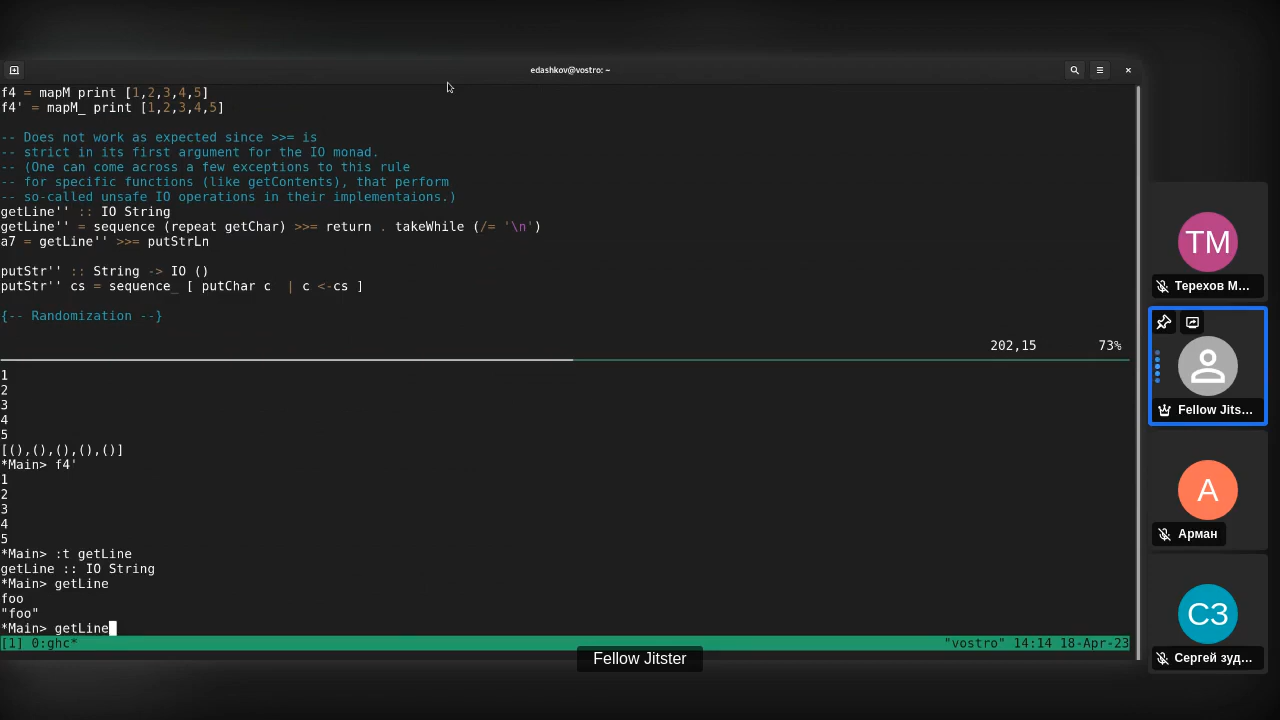 edashkov@vostro: ~
f4 = mapM print [1,2,3,4,5]
f4' = mapM_ print [1,2,3,4,5]
-- Does not work as expected since >>= is
-- strict in its first argument for the IO monad.
-- (One can come across a few exceptions to this rule
-- for specific functions (like getContents), that perform
-- so-called unsafe IO operations in their implementaions.)
getLine'' :: IO String
getLine'' = sequence (repeat getChar) >>= return . takeWhile (/= '\n')
a7 = getLine'' >>= putStrLn
putStr'' :: String -> IO ()
putStr'' cs = sequence_ [ putChar c  | c <-cs ]
{-- Randomization --}
202,15 73%
1
2
3
4
5
[(),(),(),(),()]
*Main> f4'
1
2
3
4
5
*Main> :t getLine
getLine :: IO String
*Main> getLine
foo
"foo"
*Main> getLine
[1] 0:ghc* "vostro" 14:14 18-Apr-23
Fellow Jitster
TM
Терехов М...
Fellow Jits...
A
Арман
СЗ
Сергей зуд...